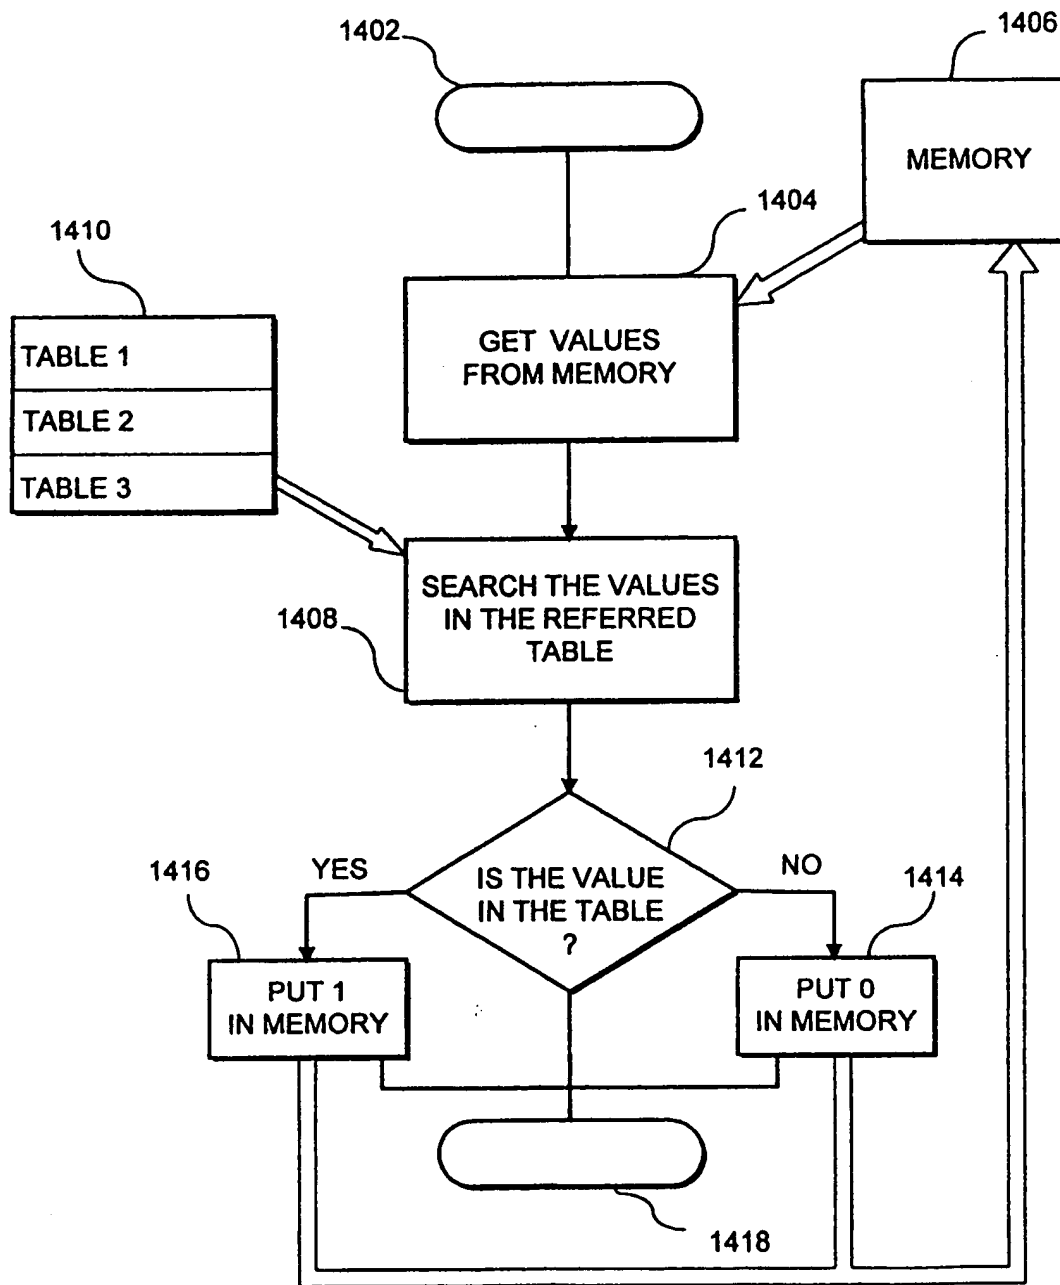 1402
1406
MEMORY
1404
1410
GET VALUES
FROM MEMORY
TABLE 1
TABLE 2
TABLE 3
SEARCH THE VALUES
IN THE REFERRED
TABLE
1408
1412
YES
NO
1416
IS THE VALUE
IN THE TABLE
?
1414
PUT 1
IN MEMORY
PUT 0
IN MEMORY
1418